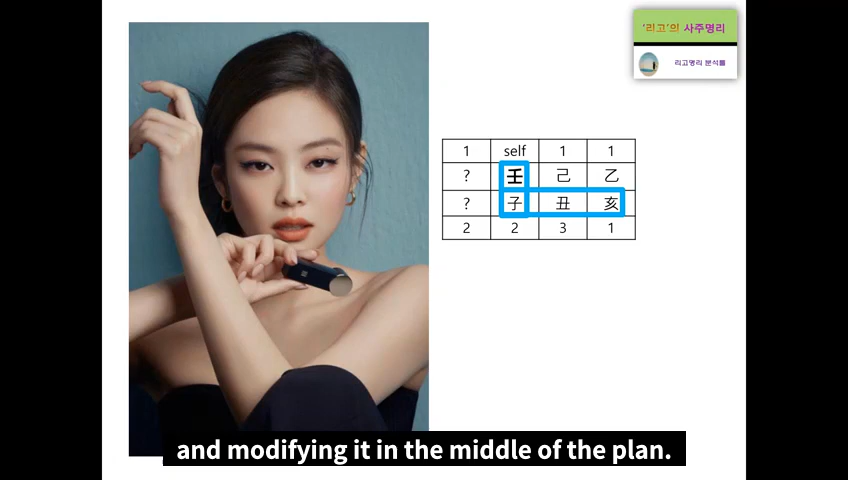 '리고'의 사주명리
리고명리 분석틀
1 self 1 1
? 壬 己 乙
? 子 丑 亥
2 2 3 1
and modifying it in the middle of the plan.